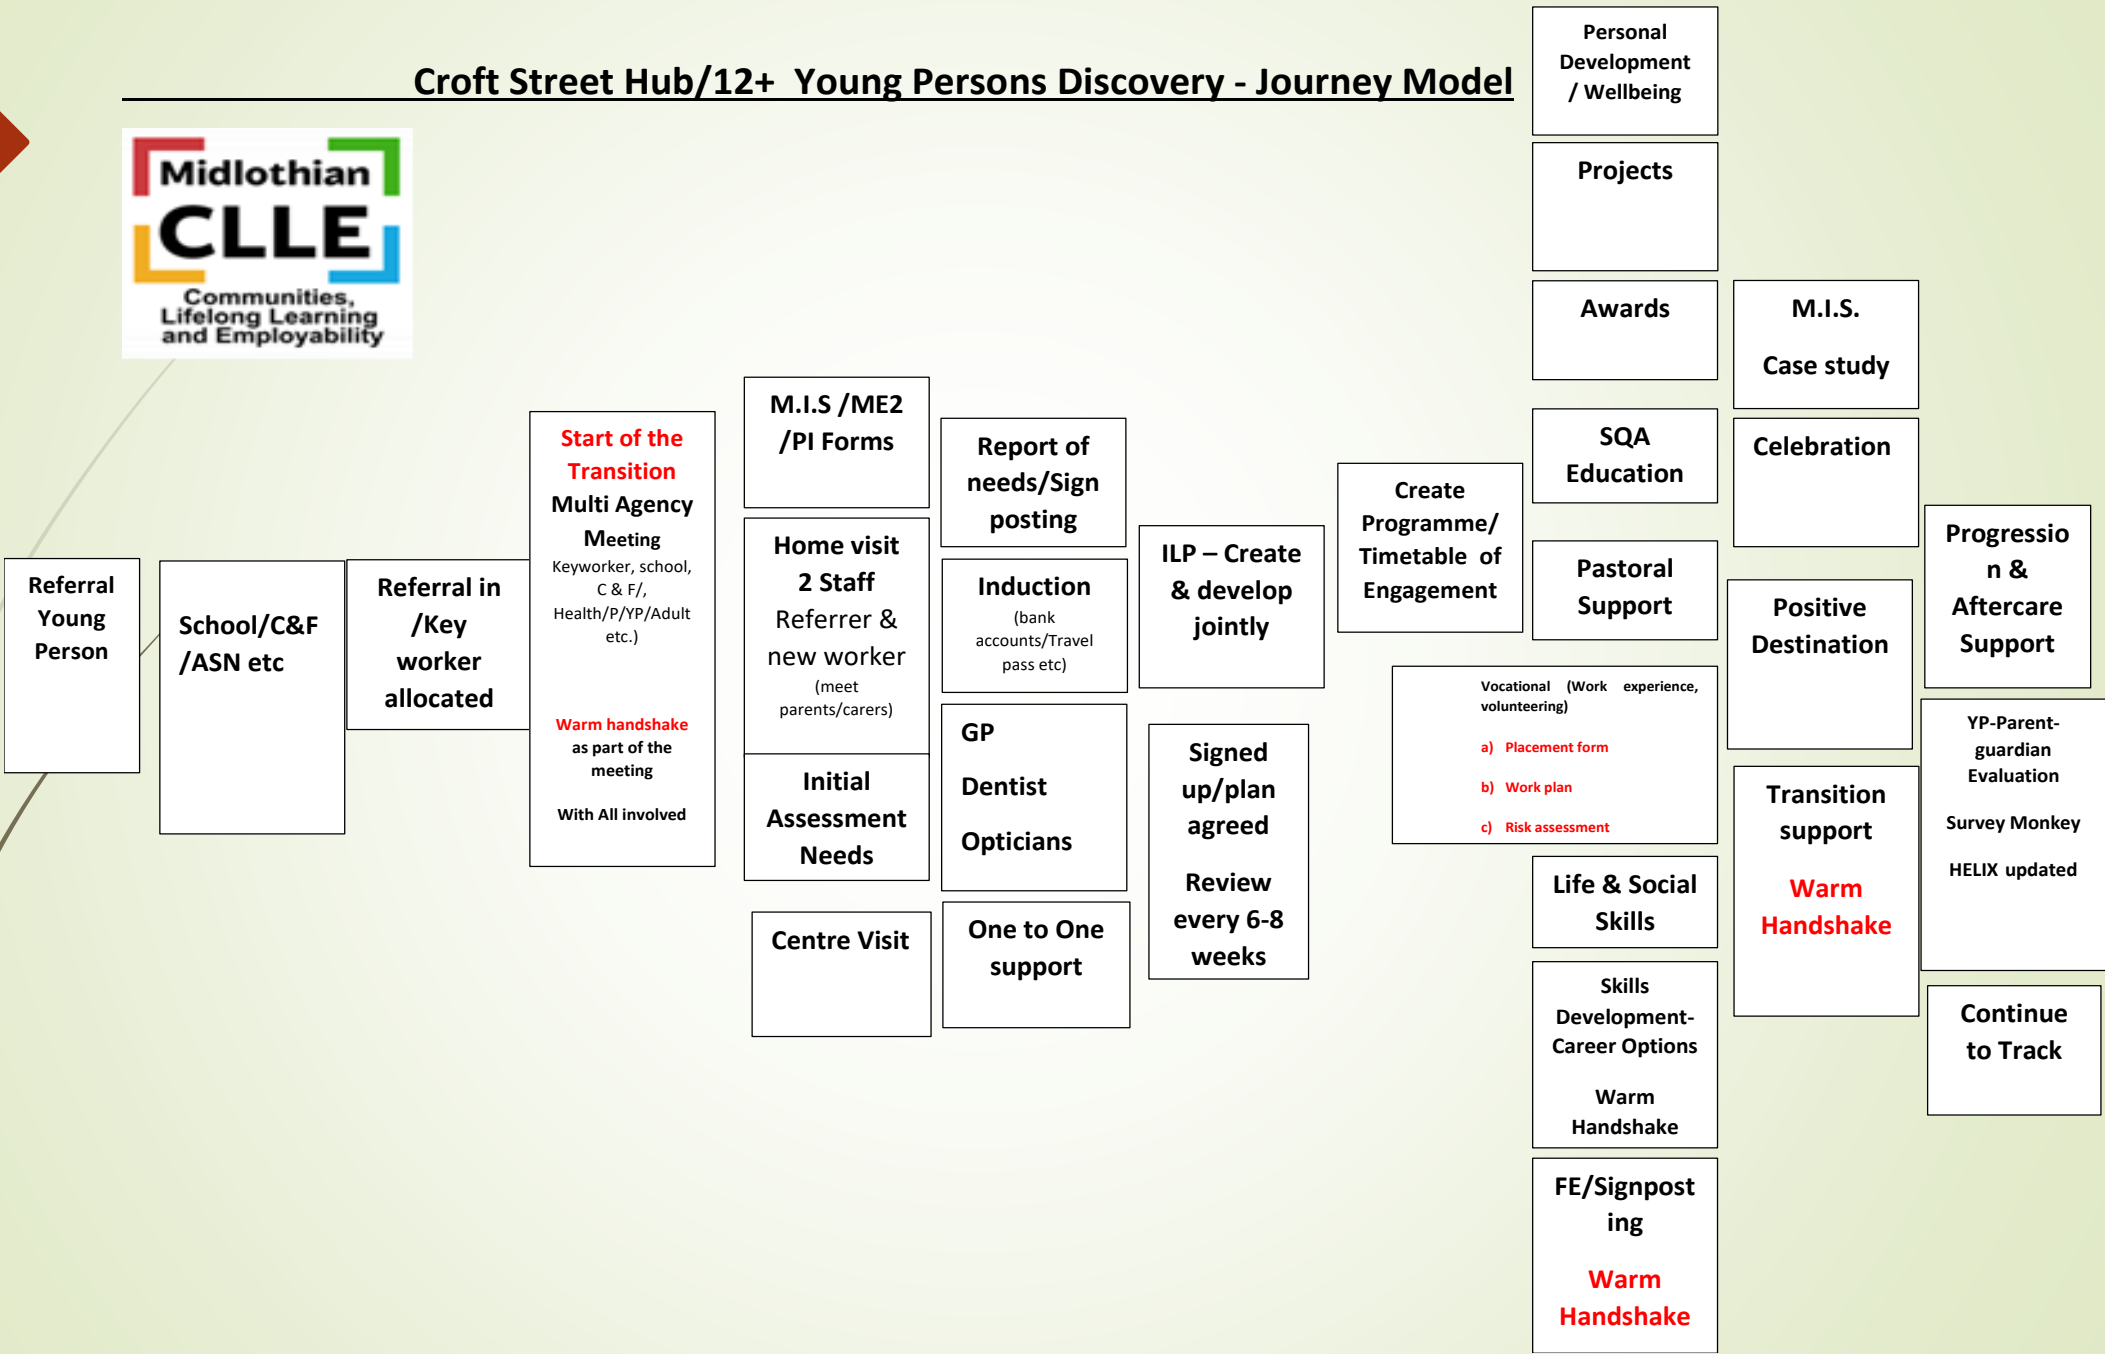 Croft Street Hub/12+ Young Persons Discovery - Journey Model
Midlothian
CLLE
Communities,
Lifelong Learning
and Employability
Referral
Young
Person
School/C&F
/ASN etc
Referral in
/Key
worker
allocated
Start of the
Transition
Multi Agency
Meeting
Keyworker, school,
C & F/,
Health/P/YP/Adult
etc.)
Warm handshake
as part of the
meeting
With All involved
M.I.S /ME2
/PI Forms
Home visit
2 Staff
Referrer &
new worker
(meet
parents/carers)
Initial
Assessment
Needs
Centre Visit
Report of
needs/Sign
posting
Induction
(bank
accounts/Travel
pass etc)
GP
Dentist
Opticians
One to One
support
ILP – Create
& develop
jointly
Signed
up/plan
agreed
Review
every 6-8
weeks
Create
Programme/
Timetable of
Engagement
Personal
Development
/ Wellbeing
Projects
Awards
SQA
Education
Pastoral
Support
Vocational (Work experience,
volunteering)
a) Placement form
b) Work plan
c) Risk assessment
Life & Social
Skills
Skills
Development-
Career Options
Warm
Handshake
FE/Signpost
ing
Warm
Handshake
M.I.S.
Case study
Celebration
Positive
Destination
Transition
support
Warm
Handshake
Progressio
n &
Aftercare
Support
YP-Parent-
guardian
Evaluation
Survey Monkey
HELIX updated
Continue
to Track